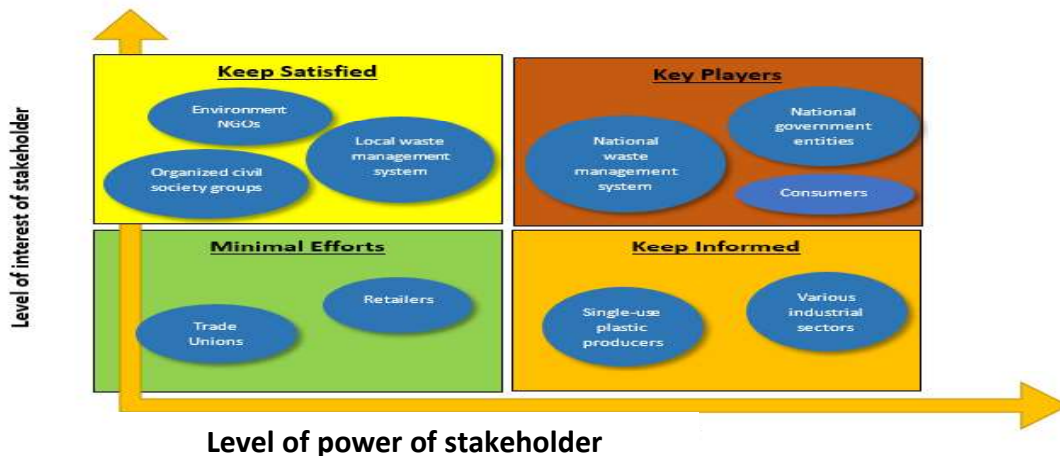 Level of interest of stakeholder
Keep Satisfied
Environment
NGOs
Local waste
management
system
Organized civil
society groups
Key Players
National
government
entities
National
waste
management
system
Consumers
Minimal Efforts
Retailers
Trade
Unions
Keep Informed
Single-use
plastic
producers
Various
industrial
sectors
Level of power of stakeholder